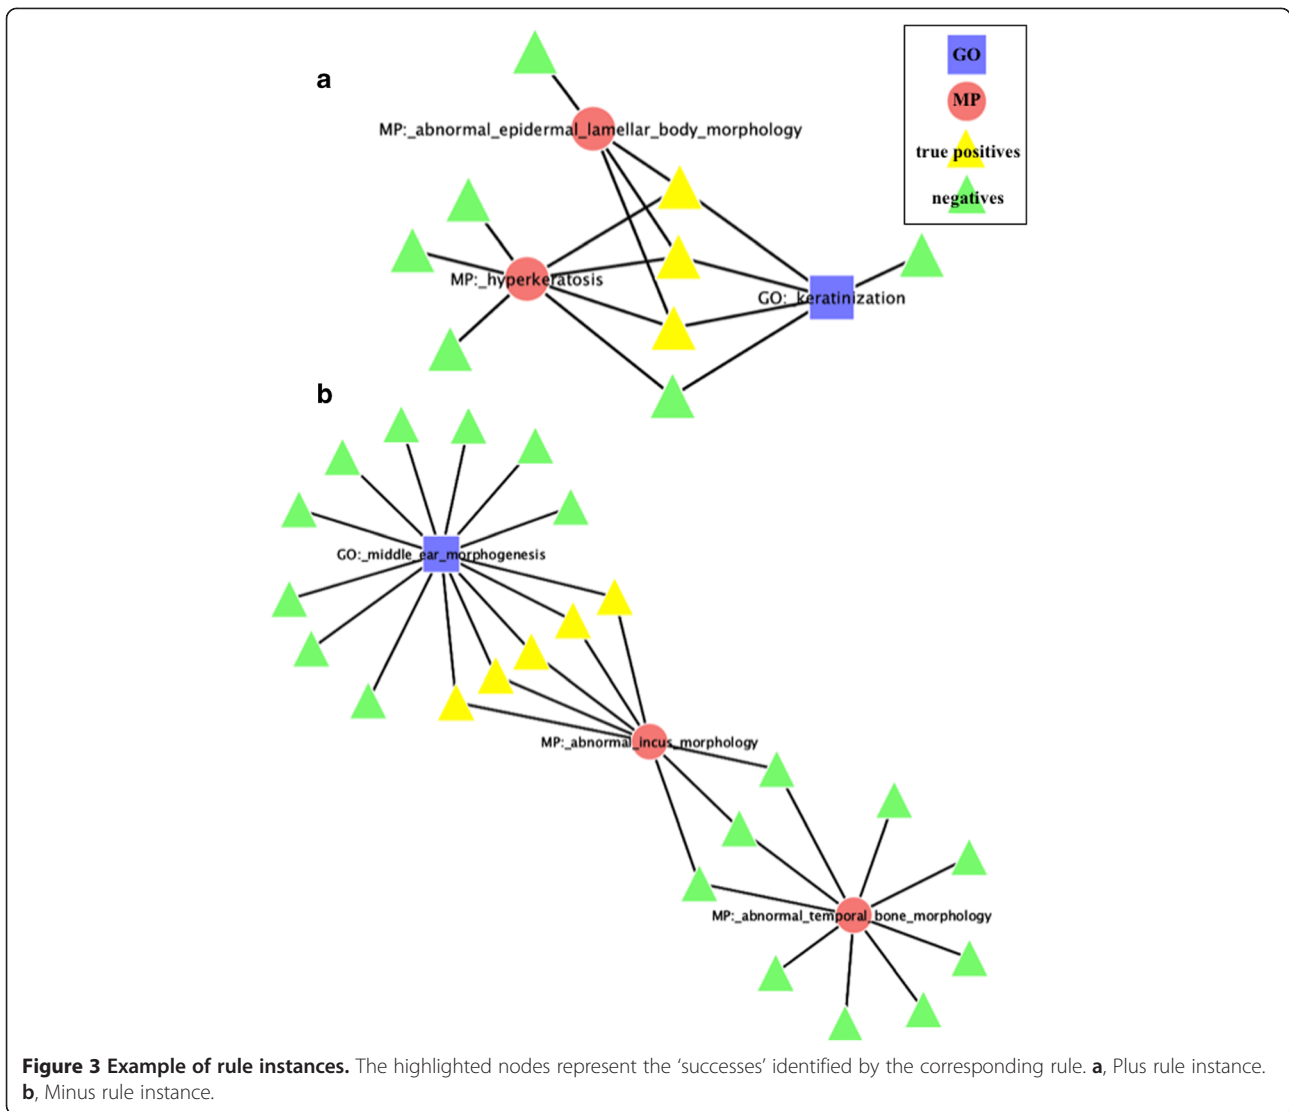 a
GO
MP
true positives
negatives
MP:_abnormal_epidermal_lamellar_body_morphology
MP:_hyperkeratosis
GO:_keratinization
b
GO:_middle_ear_morphogenesis
MP:_abnormal_incus_morphology
MP:_abnormal_temporal_bone_morphology
Figure 3 Example of rule instances. The highlighted nodes represent the ‘successes’ identified by the corresponding rule. a, Plus rule instance.
b, Minus rule instance.